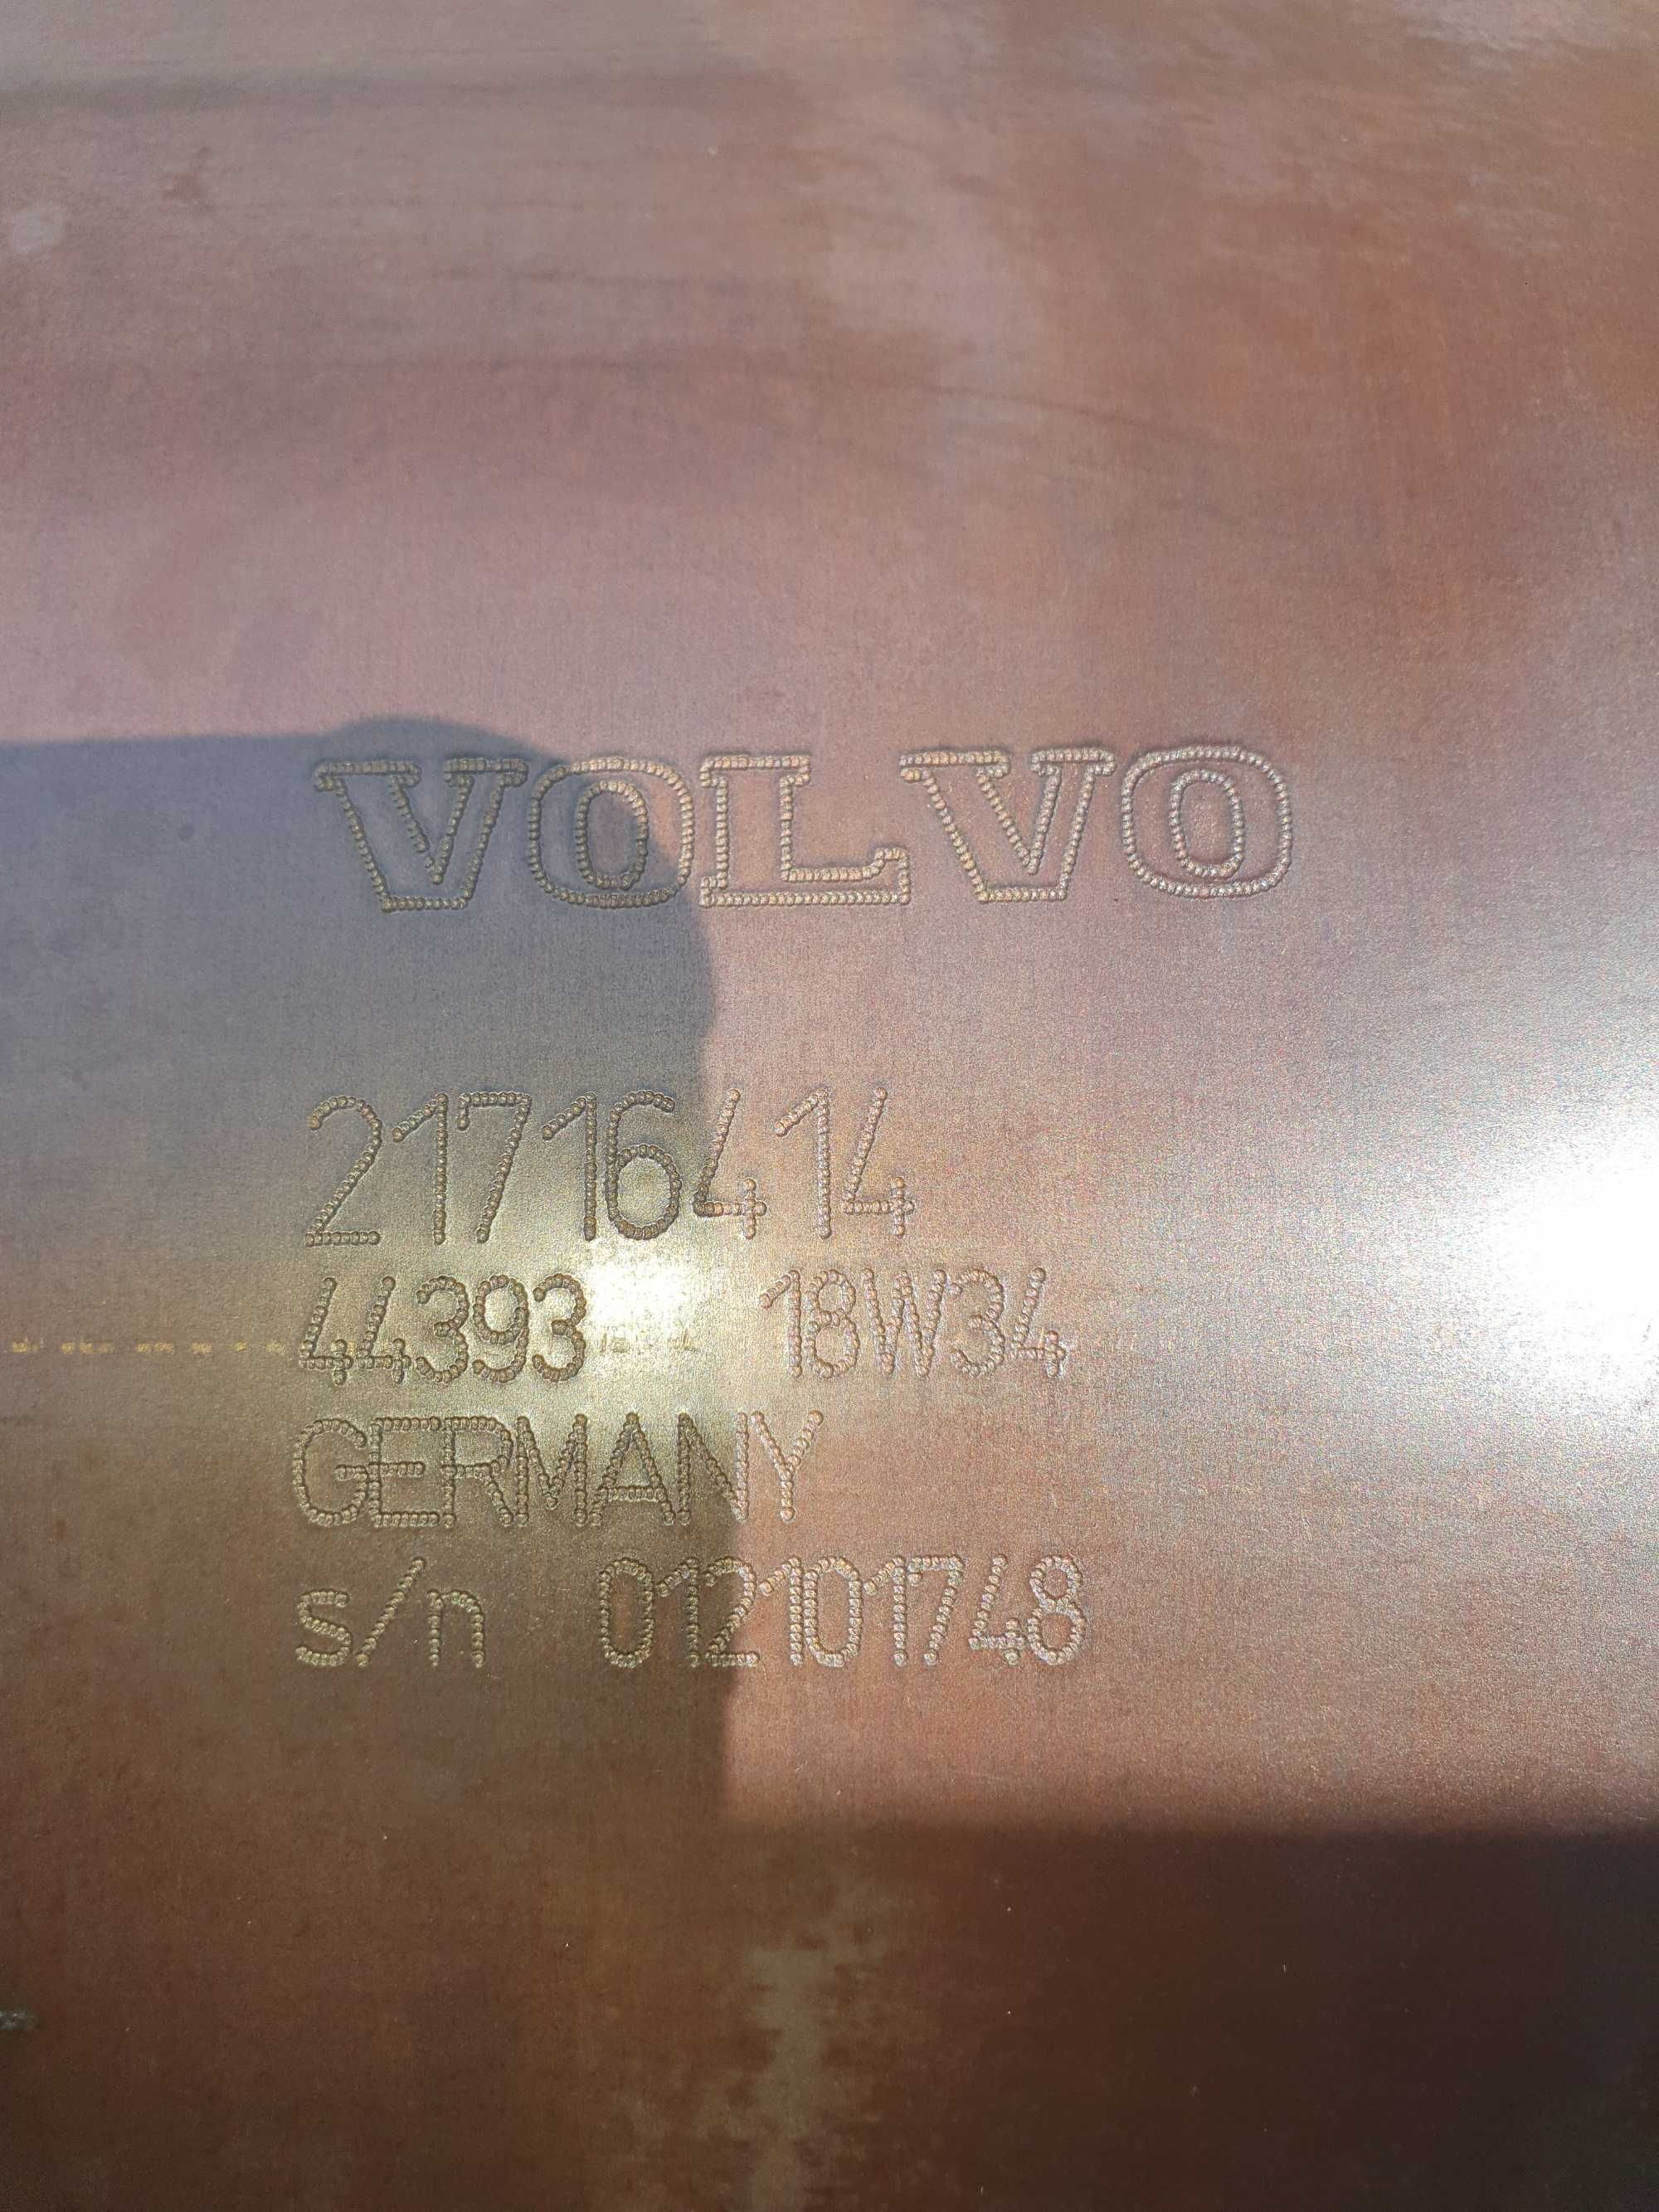 VOLVO
21716414
44393 18W34
GERMANY
s/n 012101748